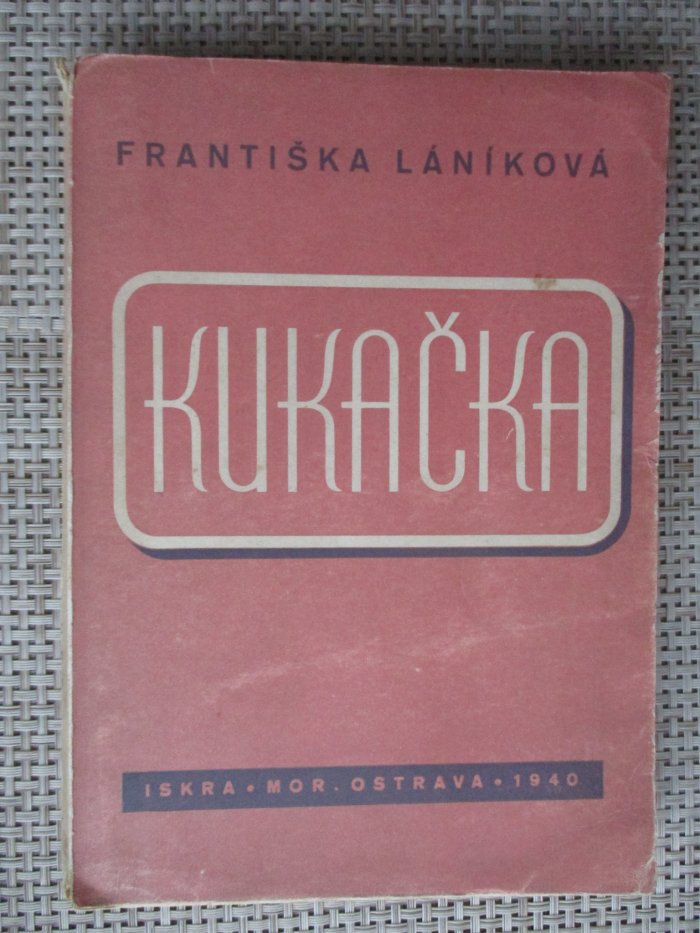 FRANTIŠKA LÁNÍKOVÁ
KUKAČKA
ISKRA • MOR. OSTRAVA • 1940